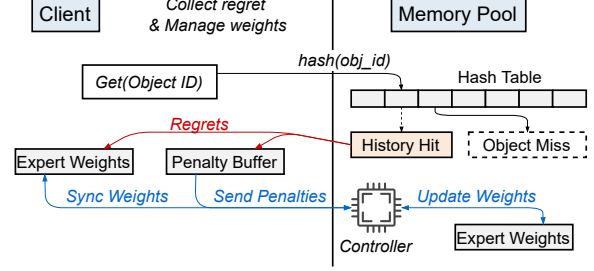 Client
Collect regret
& Manage weights
Memory Pool
Get(Object ID)
hash(obj_id)
Hash Table
Regrets
History Hit
Object Miss
Expert Weights
Penalty Buffer
Sync Weights
Send Penalties
Update Weights
Controller
Expert Weights